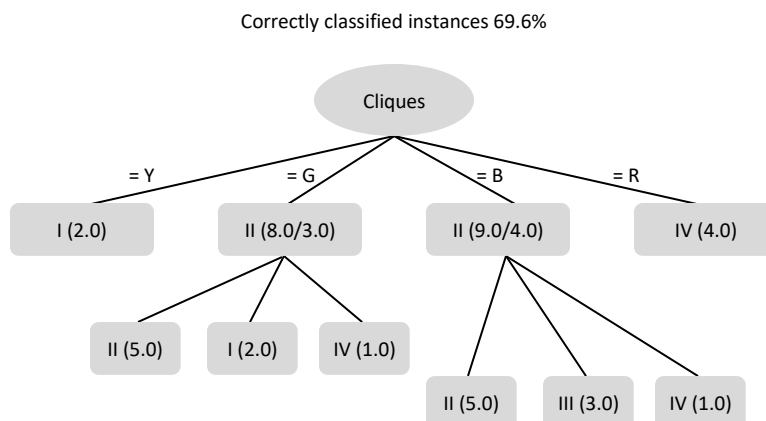 Correctly classified instances 69.6%
Cliques
= Y
= G
= B
= R
I (2.0)
II (8.0/3.0)
II (9.0/4.0)
IV (4.0)
II (5.0)
I (2.0)
IV (1.0)
II (5.0)
III (3.0)
IV (1.0)